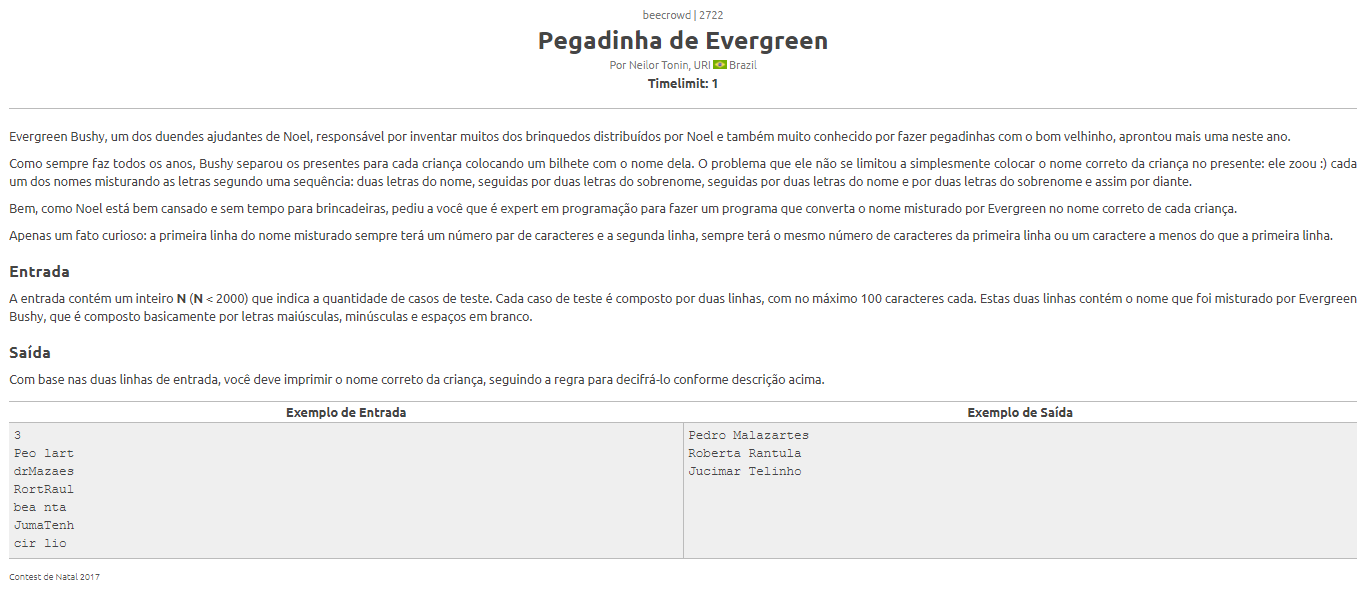 beecrowd | 2722
Pegadinha de Evergreen
Por Neilor Tonin, URI Brazil
Timelimit: 1
Evergreen Bushy, um dos duendes ajudantes de Noel, responsável por inventar muitos dos brinquedos distribuídos por Noel e também muito conhecido por fazer pegadinhas com o bom velhinho, aprontou mais uma neste ano.
Como sempre faz todos os anos, Bushy separou os presentes para cada criança colocando um bilhete com o nome dela. O problema que ele não se limitou a simplesmente colocar o nome correto da criança no presente: ele zoou :) cada
um dos nomes misturando as letras segundo uma sequência: duas letras do nome, seguidas por duas letras do sobrenome, seguidas por duas letras do nome e por duas letras do sobrenome e assim por diante.
Bem, como Noel está bem cansado e sem tempo para brincadeiras, pediu a você que é expert em programação para fazer um programa que converta o nome misturado por Evergreen no nome correto de cada criança.
Apenas um fato curioso: a primeira linha do nome misturado sempre terá um número par de caracteres e a segunda linha, sempre terá o mesmo número de caracteres da primeira linha ou um caractere a menos do que a primeira linha.
Entrada
A entrada contém um inteiro N (N < 2000) que indica a quantidade de casos de teste. Cada caso de teste é composto por duas linhas, com no máximo 100 caracteres cada. Estas duas linhas contém o nome que foi misturado por Evergreen
Bushy, que é composto basicamente por letras maiúsculas, minúsculas e espaços em branco.
Saída
Com base nas duas linhas de entrada, você deve imprimir o nome correto da criança, seguindo a regra para decifrá-lo conforme descrição acima.
Exemplo de Entrada
Exemplo de Saída
3
Peo lart
drMazaes
RortRaul
bea nta
JumaTenh
cir lio
Pedro Malazartes
Roberta Rantula
Jucimar Telinho
Contest de Natal 2017